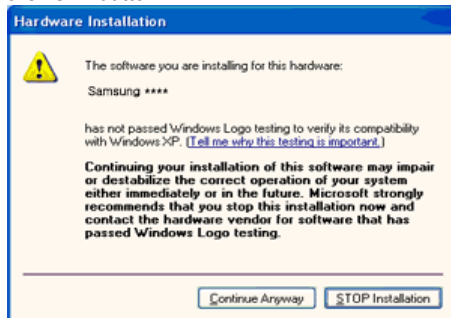 Hardware Installation
The software you are installing for this hardware:
Samsung ****
has not passed Windows Logo testing to verify its compatibility
with Windows XP. (Tell me why this testing is important.)
Continuing your installation of this software may impair
or destabilize the correct operation of your system
either immediately or in the future. Microsoft strongly
recommends that you stop this installation now and
contact the hardware vendor for software that has
passed Windows Logo testing.
Continue Anyway
STOP Installation